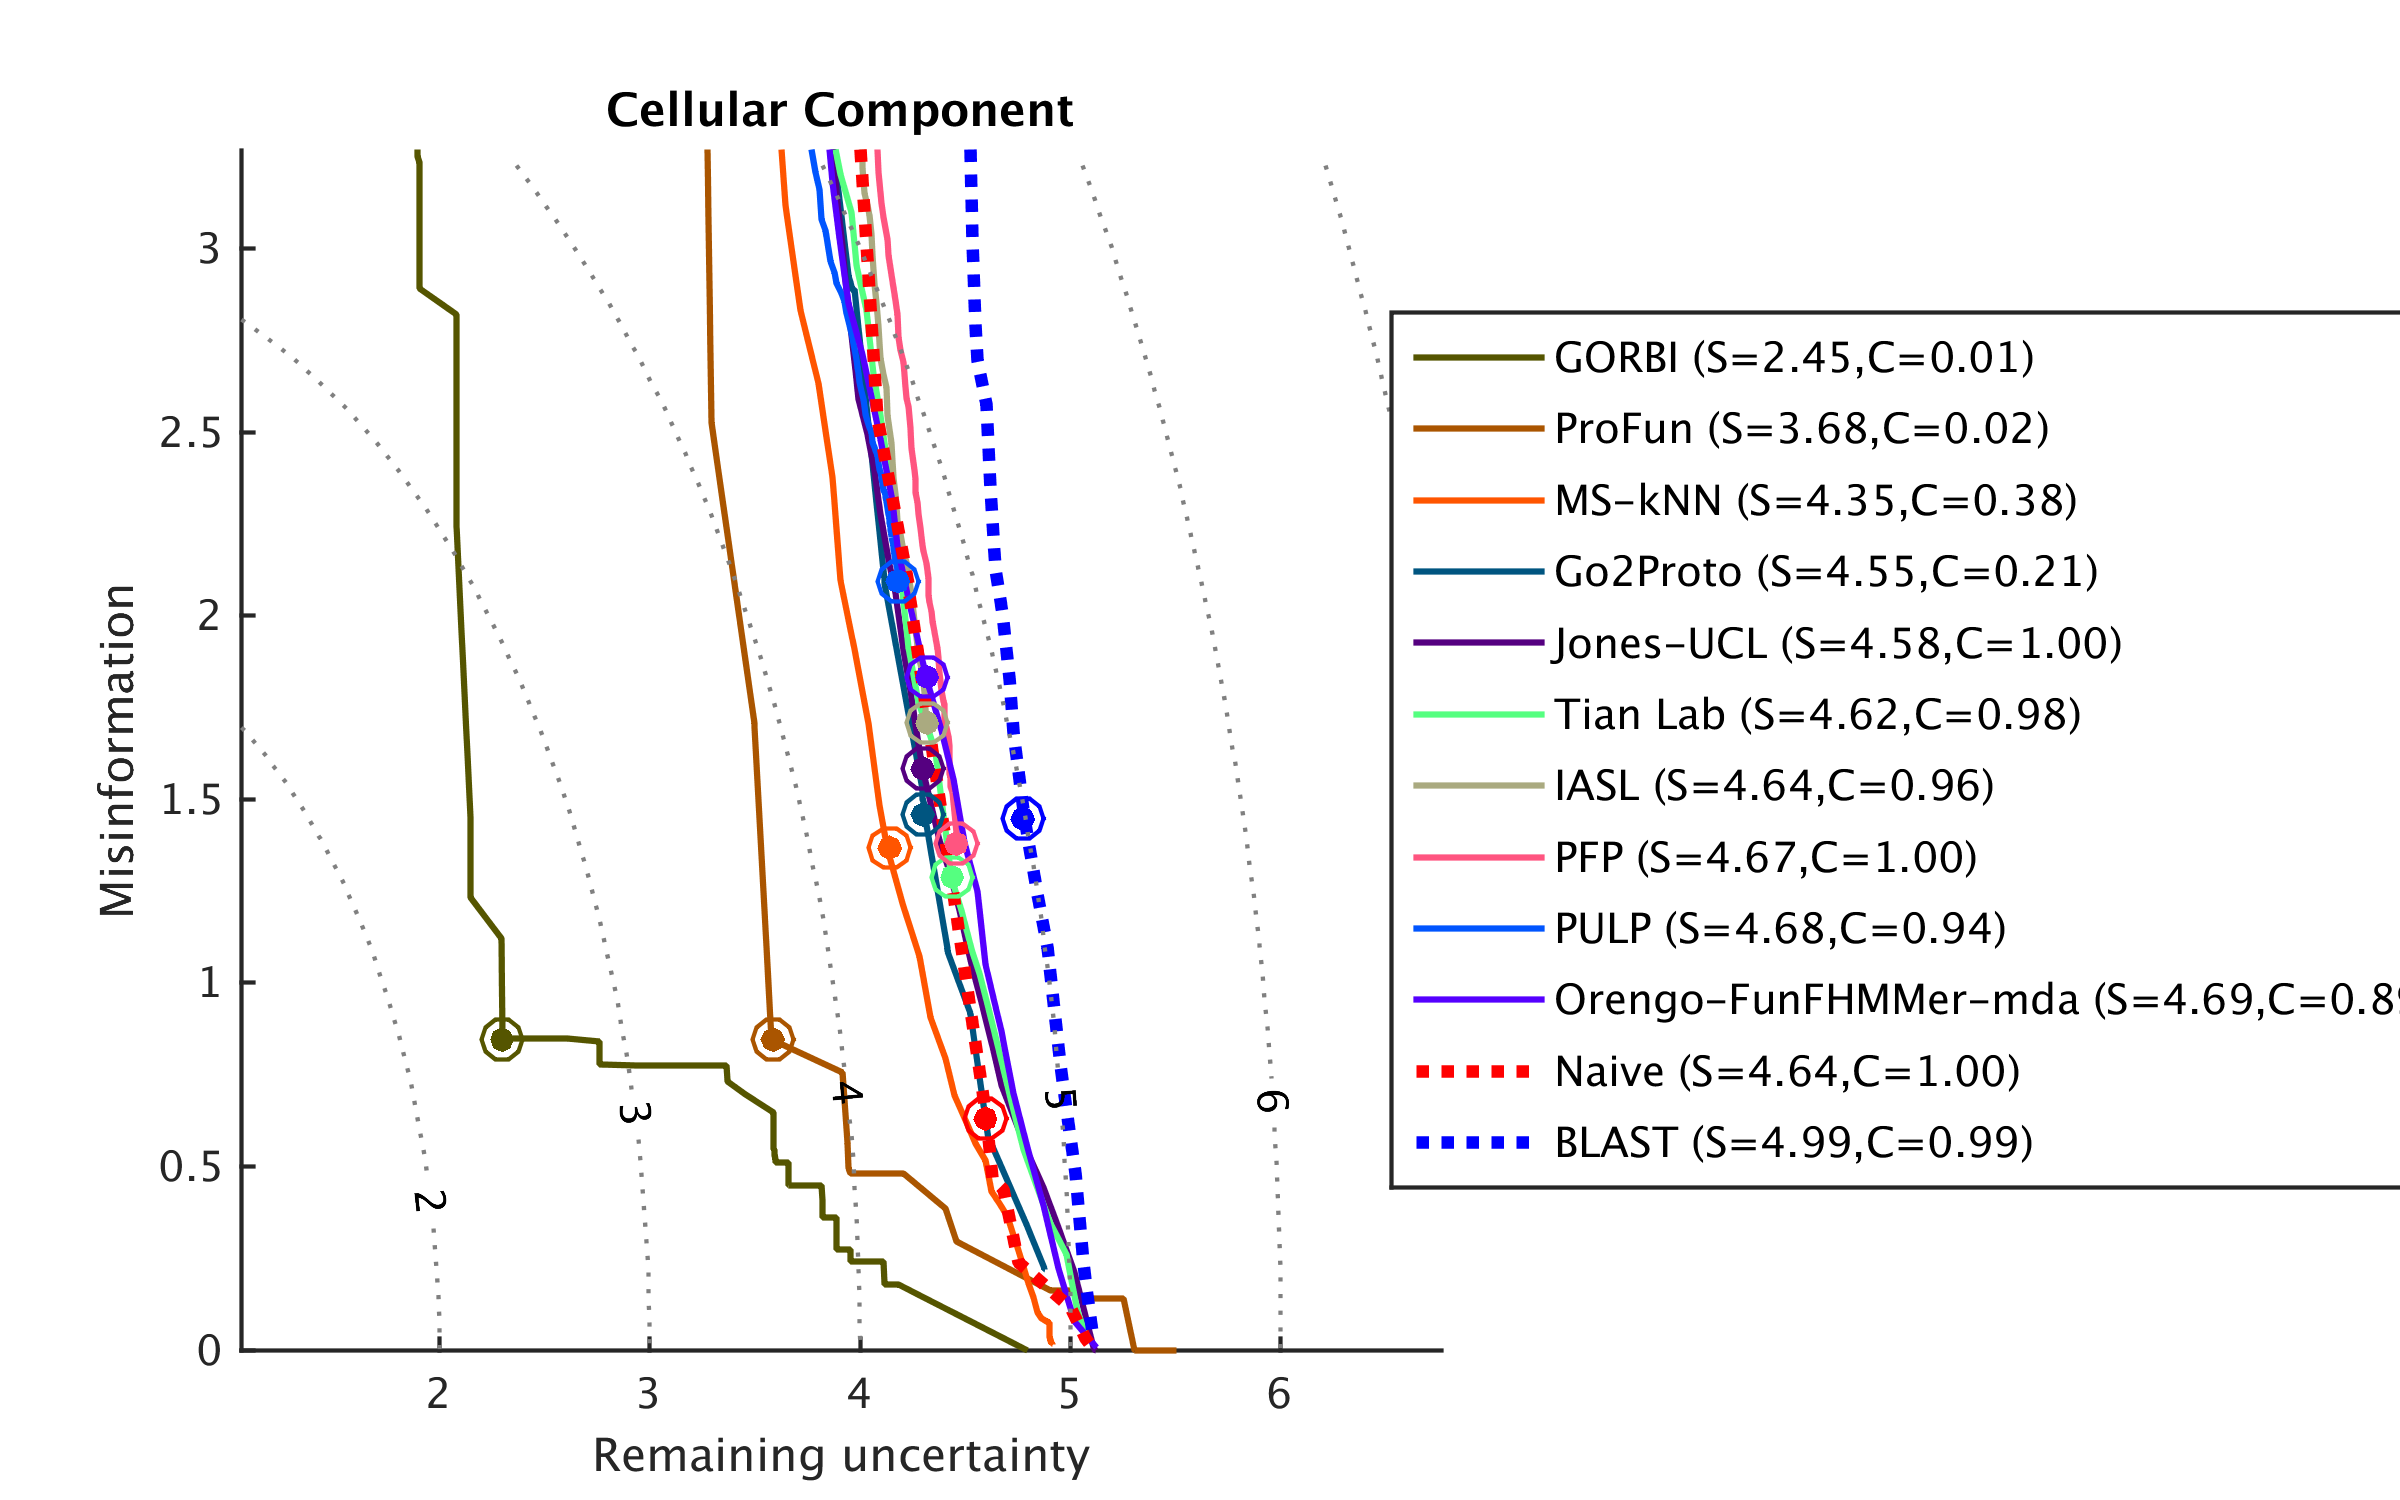 Cellular Component
Misinformation
3
2.5
2
1.5
1
0.5
0
2
3
4
5
6
2
3
4
5
6
Remaining uncertainty
GORBI (S=2.45,C=0.01)
ProFun (S=3.68,C=0.02)
MS-kNN (S=4.35,C=0.38)
Go2Proto (S=4.55,C=0.21)
Jones-UCL (S=4.58,C=1.00)
Tian Lab (S=4.62,C=0.98)
IASL (S=4.64,C=0.96)
PFP (S=4.67,C=1.00)
PULP (S=4.68,C=0.94)
Orengo-FunFHMMer-mda (S=4.69,C=0.89
Naive (S=4.64,C=1.00)
BLAST (S=4.99,C=0.99)